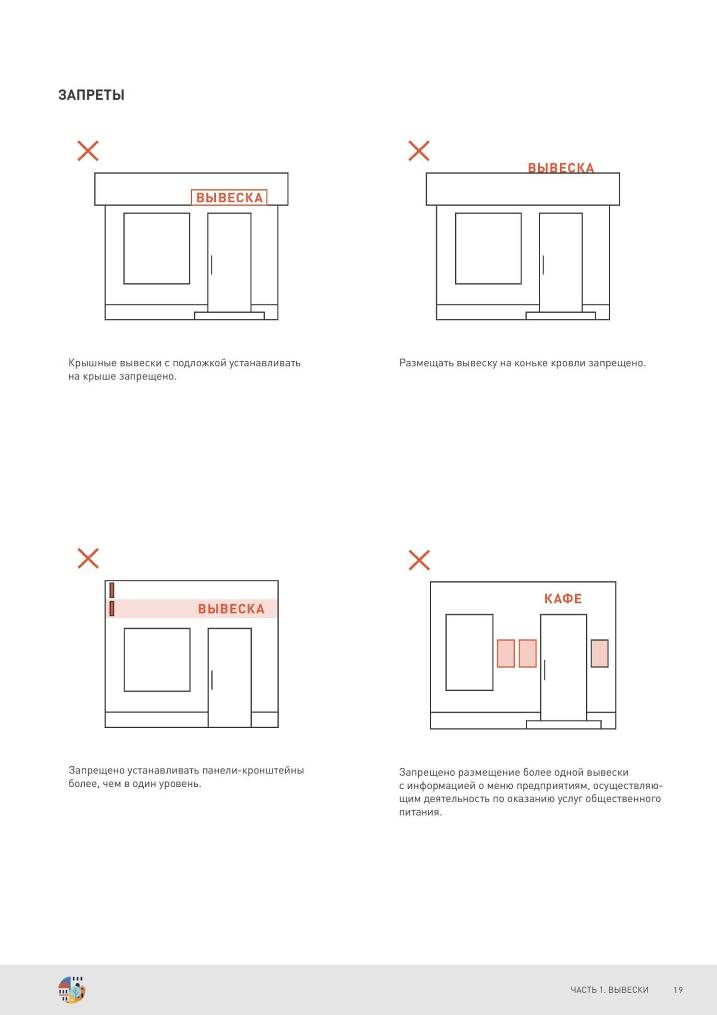 ЗАПРЕТЫ
ВЫВЕСКА
ВЫВЕСКА
Крышные вывески с подложкой устанавливать
на крыше запрещено.
Размещать вывеску на коньке кровли запрещено.
ВЫВЕСКА
КАФЕ
Запрещено устанавливать панели-кронштейны
более, чем в один уровень.
Запрещено размещение более одной вывески
с информацией о меню предприятиям, осуществляю-
щим деятельность по оказанию услуг общественного
питания.
ЧАСТЬ 1. ВЫВЕСКИ 19